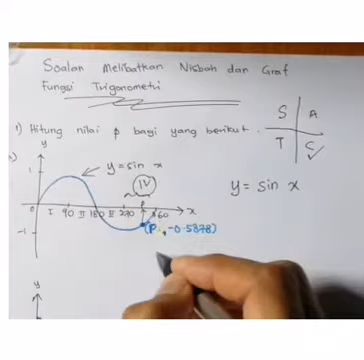 Soalan Melibatkan Nisbah dan Graf
Fungsi Trigonometri
1) Hitung nilai p bagi yang berikut.
S A
T C
a)
y
1
y = sin x
IV
y = sin x
0 I 90 II 180 III 270 P 360 x
-1
(P, -0.5878)
y